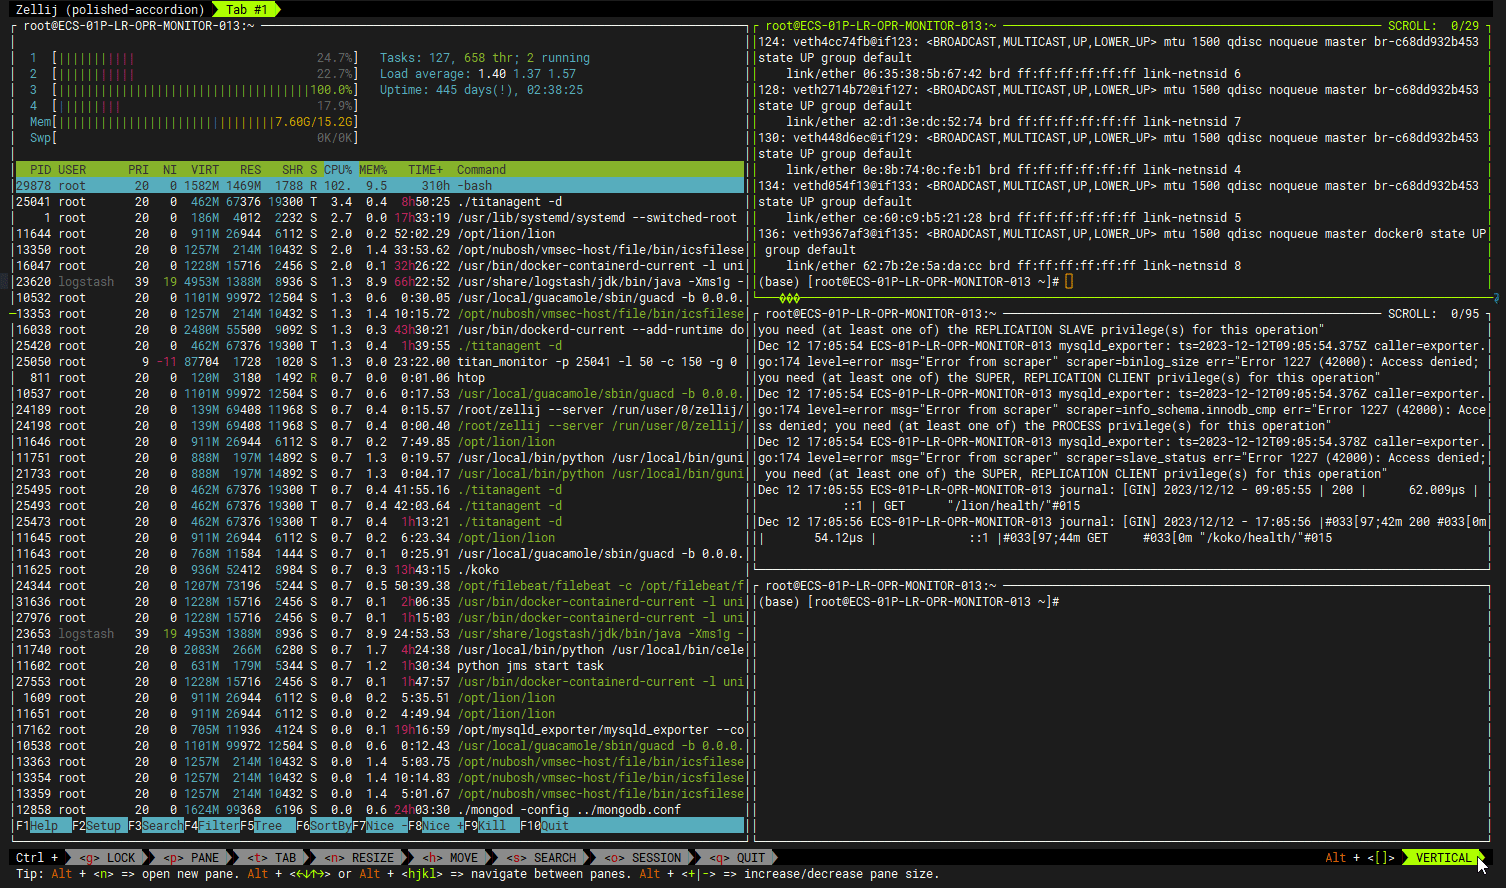 Zellij (polished-accordion) Tab #1
root@ECS-01P-LR-OPR-MONITOR-013:~
1 [||||||||||| 24.7%] Tasks: 127, 658 thr; 2 running
2 [||||||||||| 22.7%] Load average: 1.40 1.37 1.57
3 [||||||||||||||||||||||||||||||||||||100.0%] Uptime: 445 days(!), 02:38:25
4 [||||||||| 17.9%]
Mem[|||||||||||||||||||||||||||||||7.60G/15.2G]
Swp[ 0K/0K]
PID USER PRI NI VIRT RES SHR S CPU% MEM% TIME+ Command
29878 root 20 0 1582M 1469M 1788 R 102. 9.5 310h -bash
25041 root 20 0 462M 67376 19300 T 3.4 0.4 8h50:25 ./titanagent -d
1 root 20 0 186M 4012 2232 S 2.7 0.0 17h33:19 /usr/lib/systemd/systemd --switched-root
11644 root 20 0 911M 26944 6112 S 2.0 0.2 52:02.29 /opt/lion/lion
13350 root 20 0 1257M 214M 10432 S 2.0 1.4 33:53.62 /opt/nubosh/vmsec-host/file/bin/icsfilese
16047 root 20 0 1228M 15716 2456 S 2.0 0.1 32h26:22 /usr/bin/docker-containerd-current -l uni
23620 logstash 39 19 4953M 1388M 8936 S 1.3 8.9 66h22:52 /usr/share/logstash/jdk/bin/java -Xms1g -
10532 root 20 0 1101M 99972 12504 S 1.3 0.6 0:30.05 /usr/local/guacamole/sbin/guacd -b 0.0.0.
13353 root 20 0 1257M 214M 10432 S 1.3 1.4 10:15.72 /opt/nubosh/vmsec-host/file/bin/icsfilese
16038 root 20 0 2480M 55500 9092 S 1.3 0.3 43h30:21 /usr/bin/dockerd-current --add-runtime do
25420 root 20 0 462M 67376 19300 T 1.3 0.4 1h39:55 ./titanagent -d
25050 root 9 -11 87704 1728 1020 S 1.3 0.0 23:22.00 titan_monitor -p 25041 -l 50 -c 150 -g 0
811 root 20 0 120M 3180 1492 R 0.7 0.0 0:01.06 htop
10537 root 20 0 1101M 99972 12504 S 0.7 0.6 0:17.53 /usr/local/guacamole/sbin/guacd -b 0.0.0.
24189 root 20 0 139M 69408 11968 S 0.7 0.4 0:15.57 /root/zellij --server /run/user/0/zellij/
24198 root 20 0 139M 69408 11968 S 0.7 0.4 0:00.40 /root/zellij --server /run/user/0/zellij/
11646 root 20 0 911M 26944 6112 S 0.7 0.2 7:49.85 /opt/lion/lion
11751 root 20 0 888M 197M 14892 S 0.7 1.3 0:19.57 /usr/local/bin/python /usr/local/bin/guni
21733 root 20 0 888M 197M 14892 S 0.7 1.3 0:04.17 /usr/local/bin/python /usr/local/bin/guni
25495 root 20 0 462M 67376 19300 T 0.7 0.4 41:55.16 ./titanagent -d
25493 root 20 0 462M 67376 19300 T 0.7 0.4 42:03.64 ./titanagent -d
25473 root 20 0 462M 67376 19300 T 0.7 0.4 1h13:21 ./titanagent -d
11645 root 20 0 911M 26944 6112 S 0.7 0.2 6:23.34 /opt/lion/lion
11643 root 20 0 768M 11584 1444 S 0.7 0.1 0:25.91 /usr/local/guacamole/sbin/guacd -b 0.0.0.
11625 root 20 0 936M 52412 8984 S 0.7 0.3 13h43:15 ./koko
24344 root 20 0 1207M 73196 5244 S 0.7 0.5 50:39.38 /opt/filebeat/filebeat -c /opt/filebeat/f
31636 root 20 0 1228M 15716 2456 S 0.7 0.1 2h06:35 /usr/bin/docker-containerd-current -l uni
27976 root 20 0 1228M 15716 2456 S 0.7 0.1 1h15:03 /usr/bin/docker-containerd-current -l uni
23653 logstash 39 19 4953M 1388M 8936 S 0.7 8.9 24:53.53 /usr/share/logstash/jdk/bin/java -Xms1g -
11740 root 20 0 2083M 266M 6280 S 0.7 1.7 4h24:38 /usr/local/bin/python /usr/local/bin/cele
11602 root 20 0 631M 179M 5344 S 0.7 1.2 1h30:34 python jms start task
27553 root 20 0 1228M 15716 2456 S 0.7 0.1 1h47:57 /usr/bin/docker-containerd-current -l uni
1609 root 20 0 911M 26944 6112 S 0.0 0.2 5:35.51 /opt/lion/lion
11651 root 20 0 911M 26944 6112 S 0.0 0.2 4:49.94 /opt/lion/lion
17162 root 20 0 705M 11936 4124 S 0.0 0.1 19h16:59 /opt/mysqld_exporter/mysqld_exporter --co
10538 root 20 0 1101M 99972 12504 S 0.0 0.6 0:12.43 /usr/local/guacamole/sbin/guacd -b 0.0.0.
13363 root 20 0 1257M 214M 10432 S 0.0 1.4 5:03.75 /opt/nubosh/vmsec-host/file/bin/icsfilese
13354 root 20 0 1257M 214M 10432 S 0.0 1.4 10:14.83 /opt/nubosh/vmsec-host/file/bin/icsfilese
13359 root 20 0 1257M 214M 10432 S 0.0 1.4 5:01.67 /opt/nubosh/vmsec-host/file/bin/icsfilese
12858 root 20 0 1624M 99368 6196 S 0.0 0.6 24h03:30 ./mongod -config ../mongodb.conf
F1Help F2Setup F3SearchF4FilterF5Tree F6SortByF7Nice -F8Nice +F9Kill F10Quit
root@ECS-01P-LR-OPR-MONITOR-013:~ SCROLL: 0/29
124: veth4cc74fb@if123: <BROADCAST,MULTICAST,UP,LOWER_UP> mtu 1500 qdisc noqueue master br-c68dd932b453
state UP group default
link/ether 06:35:38:5b:67:42 brd ff:ff:ff:ff:ff:ff link-netnsid 6
128: veth2714b72@if127: <BROADCAST,MULTICAST,UP,LOWER_UP> mtu 1500 qdisc noqueue master br-c68dd932b453
state UP group default
link/ether a2:d1:3e:dc:52:74 brd ff:ff:ff:ff:ff:ff link-netnsid 7
130: veth448d6ec@if129: <BROADCAST,MULTICAST,UP,LOWER_UP> mtu 1500 qdisc noqueue master br-c68dd932b453
state UP group default
link/ether 0e:8b:74:0c:fe:b1 brd ff:ff:ff:ff:ff:ff link-netnsid 4
134: vethd054f13@if133: <BROADCAST,MULTICAST,UP,LOWER_UP> mtu 1500 qdisc noqueue master br-c68dd932b453
state UP group default
link/ether ce:60:c9:b5:21:28 brd ff:ff:ff:ff:ff:ff link-netnsid 5
136: veth9367af3@if135: <BROADCAST,MULTICAST,UP,LOWER_UP> mtu 1500 qdisc noqueue master docker0 state UP
group default
link/ether 62:7b:2e:5a:da:cc brd ff:ff:ff:ff:ff:ff link-netnsid 8
(base) [root@ECS-01P-LR-OPR-MONITOR-013 ~]#
root@ECS-01P-LR-OPR-MONITOR-013:~ SCROLL: 0/95
you need (at least one of) the REPLICATION SLAVE privilege(s) for this operation"
Dec 12 17:05:54 ECS-01P-LR-OPR-MONITOR-013 mysqld_exporter: ts=2023-12-12T09:05:54.375Z caller=exporter.
go:174 level=error msg="Error from scraper" scraper=binlog_size err="Error 1227 (42000): Access denied;
you need (at least one of) the SUPER, REPLICATION CLIENT privilege(s) for this operation"
Dec 12 17:05:54 ECS-01P-LR-OPR-MONITOR-013 mysqld_exporter: ts=2023-12-12T09:05:54.376Z caller=exporter.
go:174 level=error msg="Error from scraper" scraper=info_schema.innodb_cmp err="Error 1227 (42000): Acce
ss denied; you need (at least one of) the PROCESS privilege(s) for this operation"
Dec 12 17:05:54 ECS-01P-LR-OPR-MONITOR-013 mysqld_exporter: ts=2023-12-12T09:05:54.378Z caller=exporter.
go:174 level=error msg="Error from scraper" scraper=slave_status err="Error 1227 (42000): Access denied;
you need (at least one of) the SUPER, REPLICATION CLIENT privilege(s) for this operation"
Dec 12 17:05:55 ECS-01P-LR-OPR-MONITOR-013 journal: [GIN] 2023/12/12 - 09:05:55 | 200 | 62.009µs |
::1 | GET "/lion/health/"#015
Dec 12 17:05:56 ECS-01P-LR-OPR-MONITOR-013 journal: [GIN] 2023/12/12 - 17:05:56 |#033[97;42m 200 #033[0m
| 54.12µs | ::1 |#033[97;44m GET #033[0m "/koko/health/"#015
root@ECS-01P-LR-OPR-MONITOR-013:~
(base) [root@ECS-01P-LR-OPR-MONITOR-013 ~]#
Ctrl + <g> LOCK <p> PANE <t> TAB <n> RESIZE <h> MOVE <s> SEARCH <o> SESSION <q> QUIT Alt + <[]> VERTICAL
Tip: Alt + <n> => open new pane. Alt + <←↓↑→> or Alt + <hjkl> => navigate between panes. Alt + <+|-> => increase/decrease pane size.